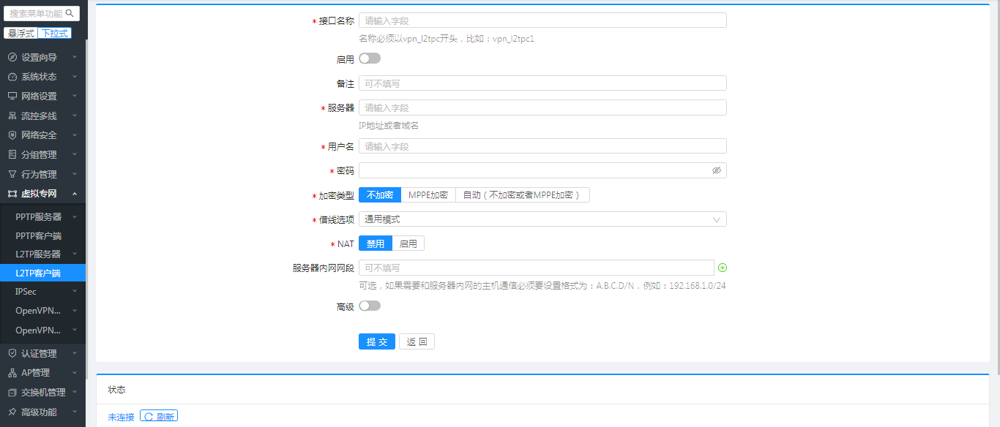 搜索菜单功能
悬浮式 下拉式
设置向导
系统状态
网络设置
流控多线
网络安全
分组管理
行为管理
虚拟专网
PPTP服务器
PPTP客户端
L2TP服务器
L2TP客户端
IPSec
OpenVPN...
OpenVPN...
认证管理
AP管理
交换机管理
高级功能
* 接口名称 请输入字段
名称必须以vpn_l2tpc开头，比如：vpn_l2tpc1
启用
备注 可不填写
* 服务器 请输入字段
IP地址或者域名
* 用户名 请输入字段
* 密码
* 加密类型 不加密 MPPE加密 自动（不加密或者MPPE加密）
* 借线选项 通用模式
* NAT 禁用 启用
服务器内网网段 可不填写
可选，如果需要和服务器内网的主机通信必须要设置格式为：A.B.C.D/N，例如：192.168.1.0/24
高级
提 交 返 回
状态
未连接 刷新